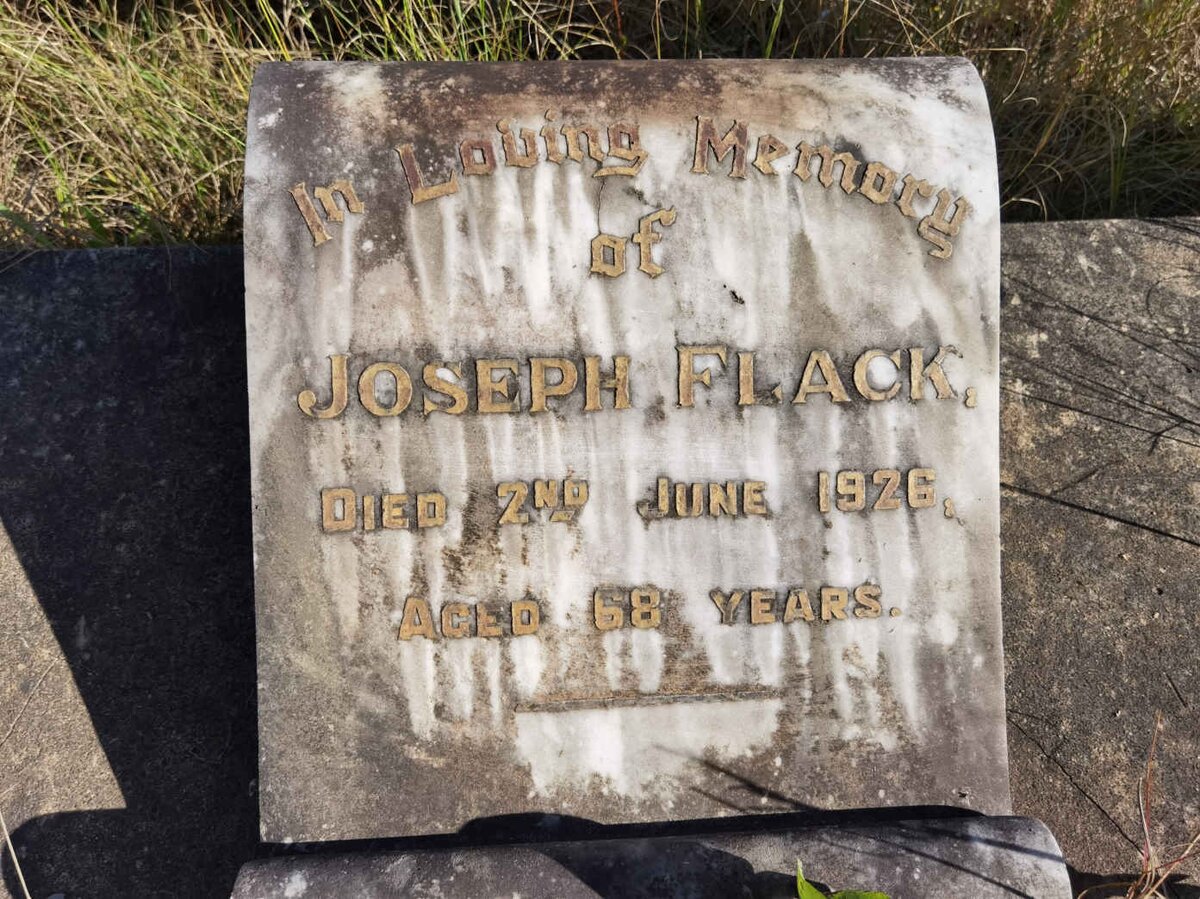 In Loving Memory
of
JOSEPH FLACK,
DIED 2ND JUNE 1926,
AGED 68 YEARS.